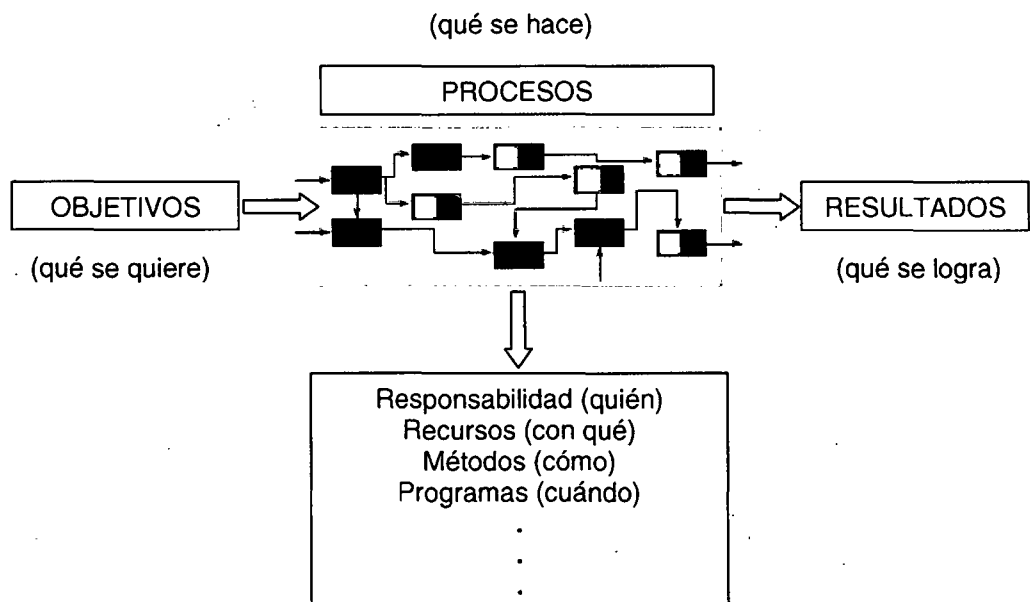 (qué se hace)
PROCESOS
OBJETIVOS
RESULTADOS
(qué se quiere)
(qué se logra)
Responsabilidad (quién)
Recursos (con qué)
Métodos (cómo)
Programas (cuándo)
.
.
.